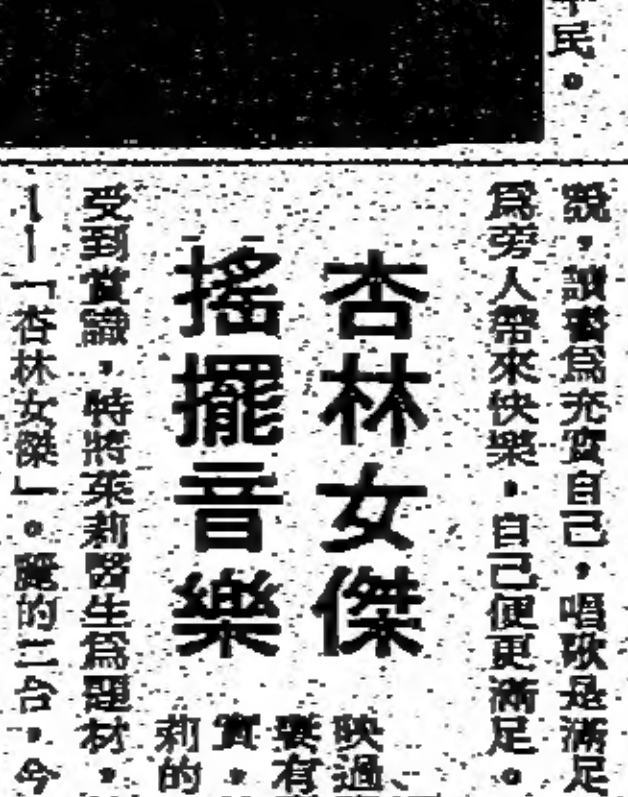 年民。
說，讀書爲充實自己，唱歌是滿足
爲旁人帶來快樂，自己便更滿足。
杏林女傑
搖擺音樂
映過
裝有
實，
莉的
受到賞識，特將茱莉醫生爲題材，
——「杏林女傑」。麗的二台，今